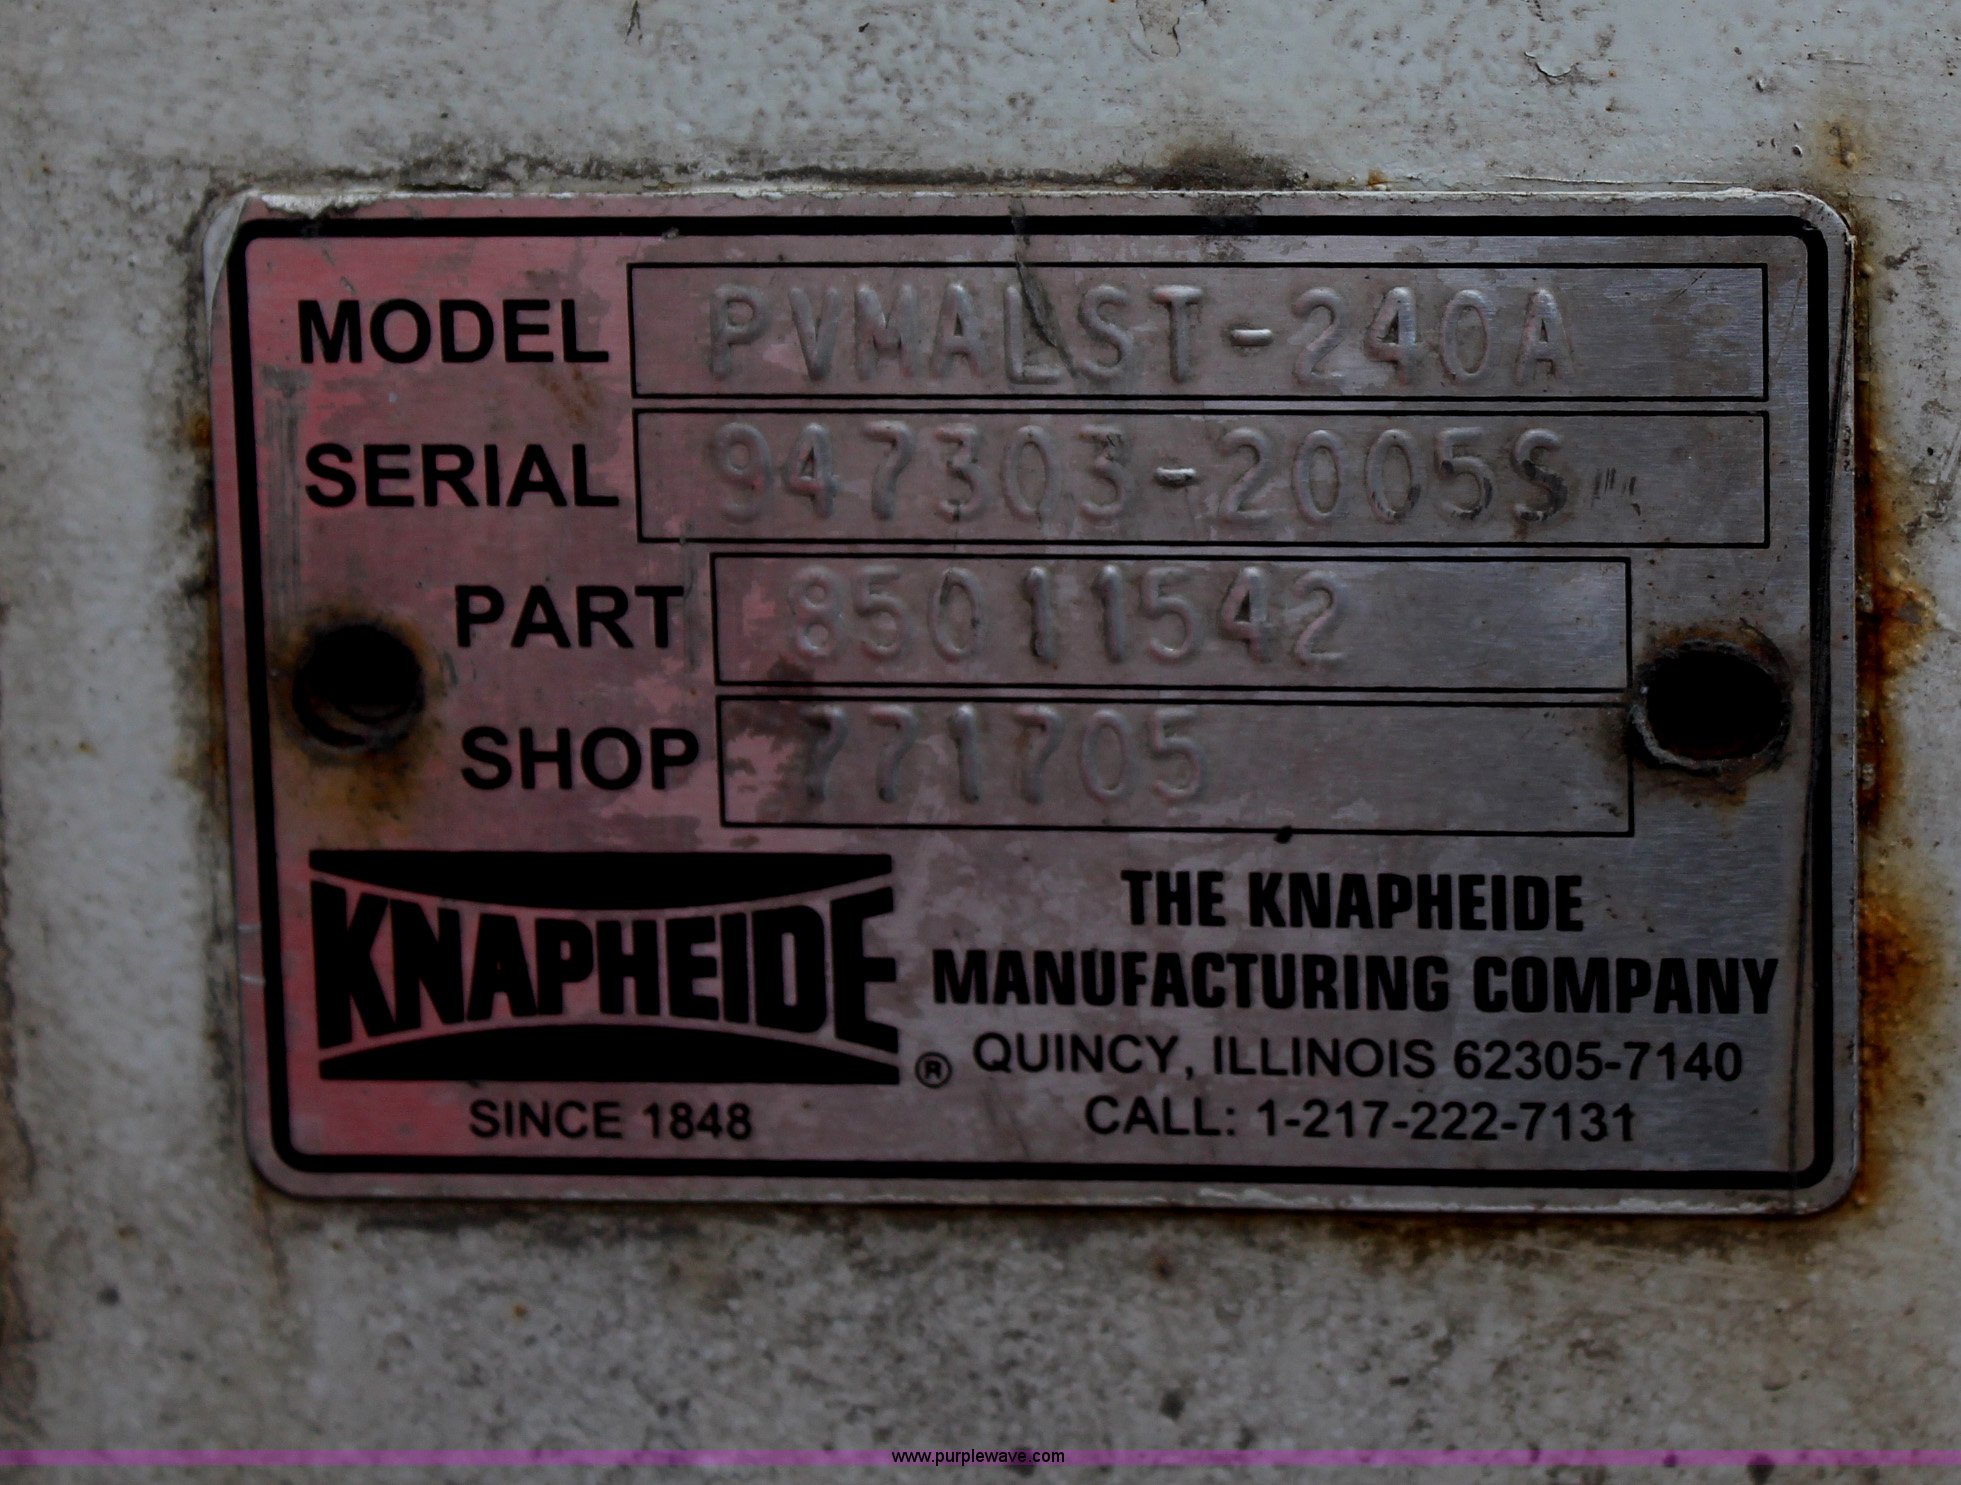 MODEL PVMALST-240A
SERIAL 947303-2005S
PART 85011542
SHOP 771705
KNAPHEIDE ®
SINCE 1848
THE KNAPHEIDE
MANUFACTURING COMPANY
QUINCY, ILLINOIS 62305-7140
CALL: 1-217-222-7131
www.purplewave.com